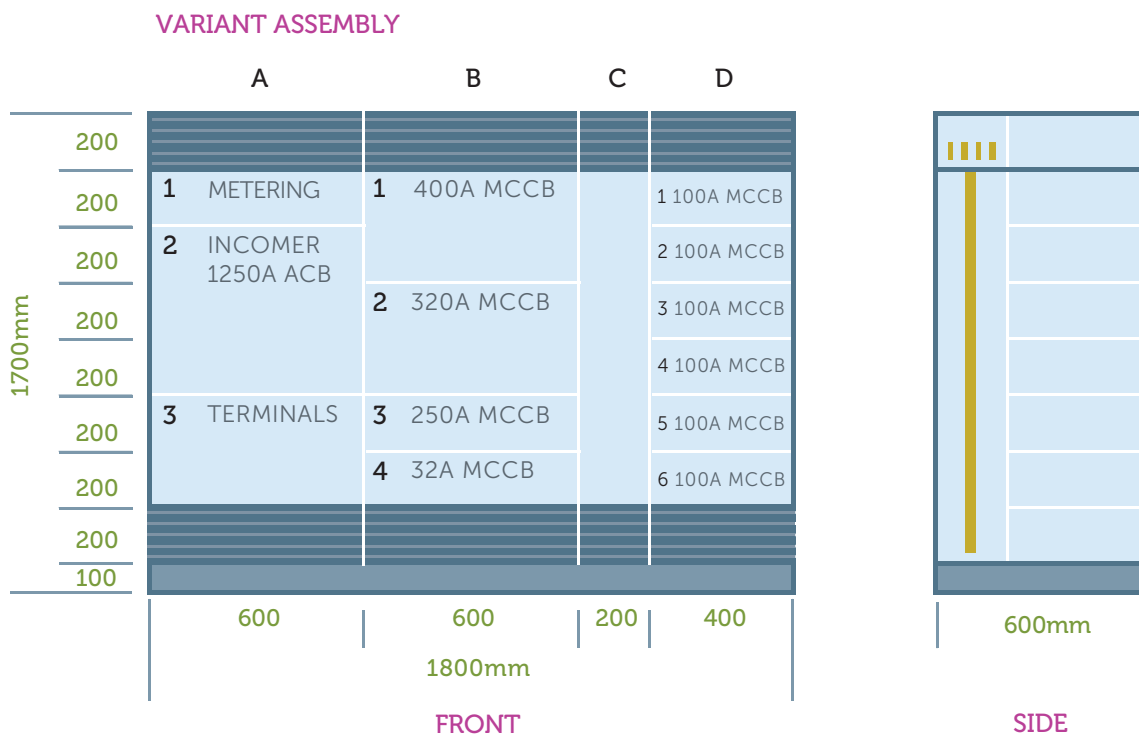 VARIANT ASSEMBLY
A B C D
200
200
200
200
200
200
200
200
100
1700mm
1 METERING
2 INCOMER
1250A ACB
3 TERMINALS
1 400A MCCB
2 320A MCCB
3 250A MCCB
4 32A MCCB
1 100A MCCB
2 100A MCCB
3 100A MCCB
4 100A MCCB
5 100A MCCB
6 100A MCCB
600 600 200 400
1800mm
FRONT
600mm
SIDE